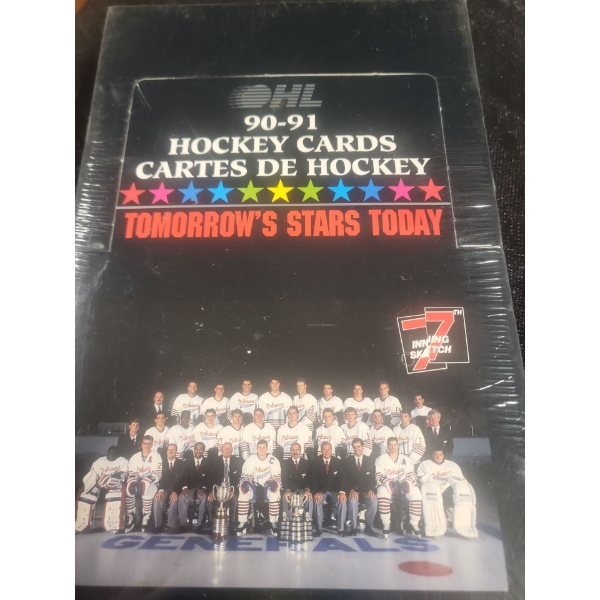 OHL
90-91
HOCKEY CARDS
CARTES DE HOCKEY
TOMORROW'S STARS TODAY
7TH
INNING
SKETCH
GENERALS